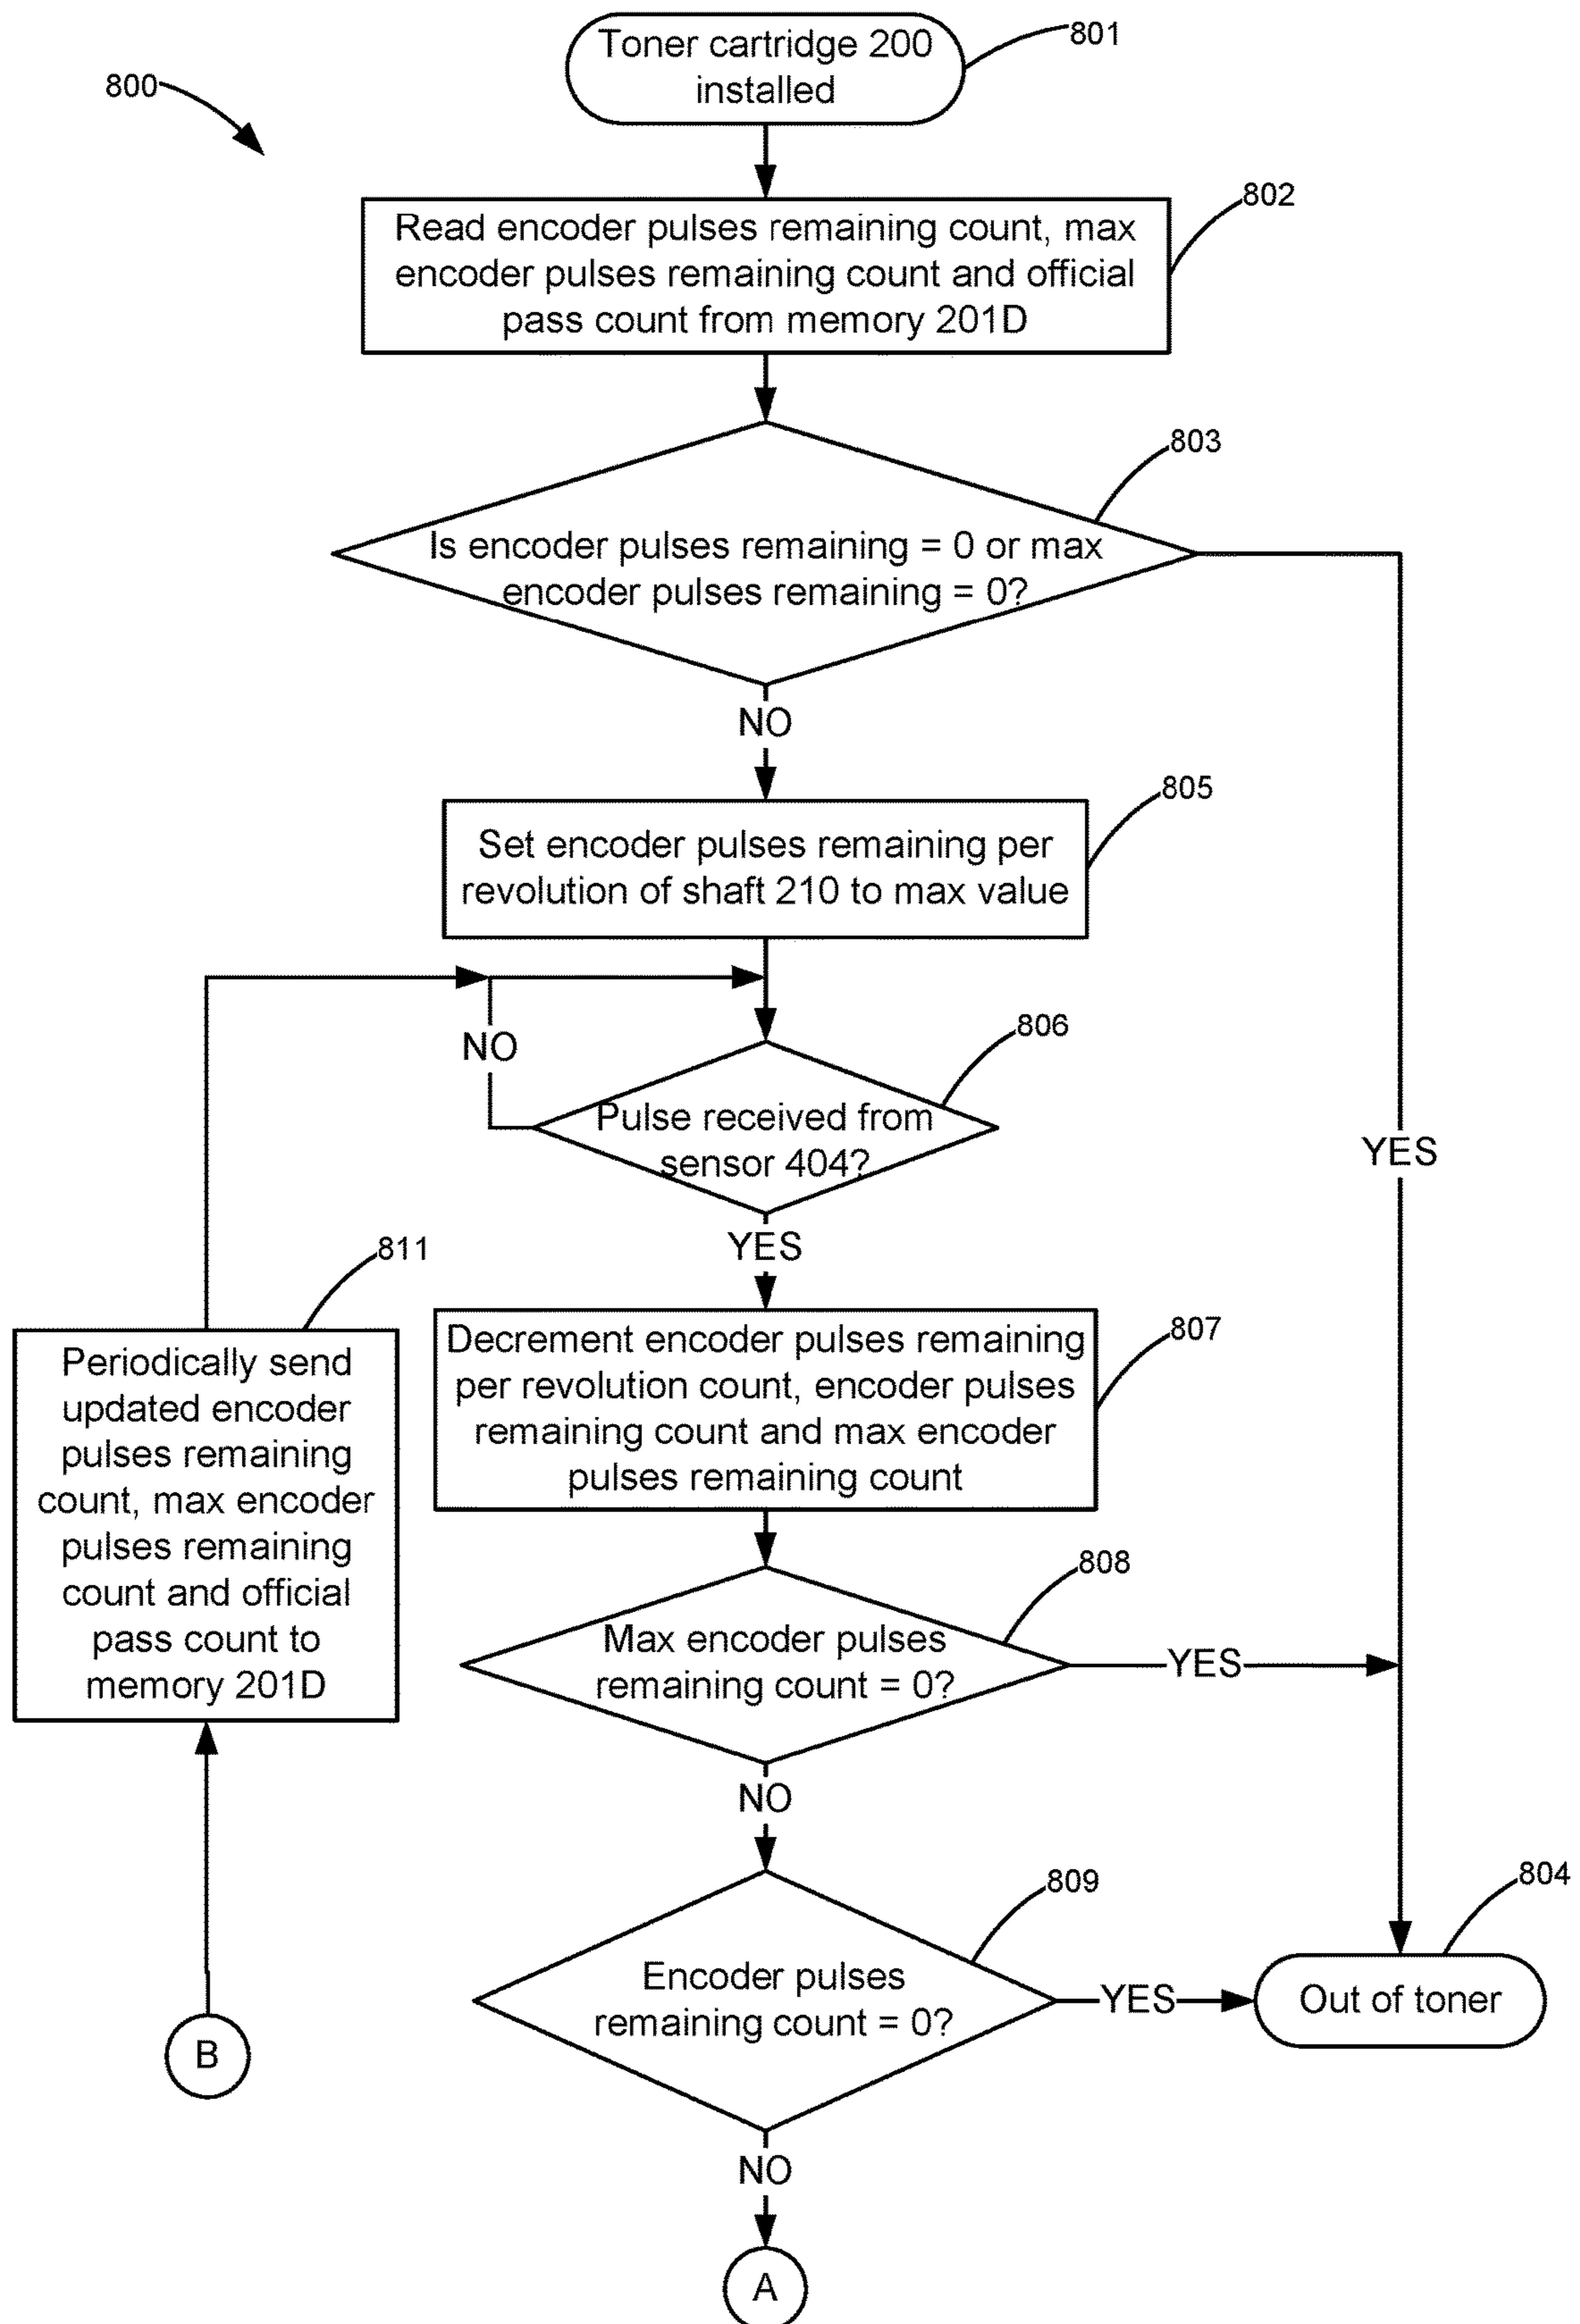 Toner cartridge 200
installed
801
800
802
Read encoder pulses remaining count, max
encoder pulses remaining count and official
pass count from memory 201D
803
Is encoder pulses remaining = 0 or max
encoder pulses remaining = 0?
NO
YES
805
Set encoder pulses remaining per
revolution of shaft 210 to max value
NO
806
Pulse received from
sensor 404?
YES
811
Periodically send
updated encoder
pulses remaining
count, max encoder
pulses remaining
count and official
pass count to
memory 201D
807
Decrement encoder pulses remaining
per revolution count, encoder pulses
remaining count and max encoder
pulses remaining count
808
Max encoder pulses
remaining count = 0?
YES
NO
809
Encoder pulses
remaining count = 0?
YES
804
Out of toner
B
NO
A